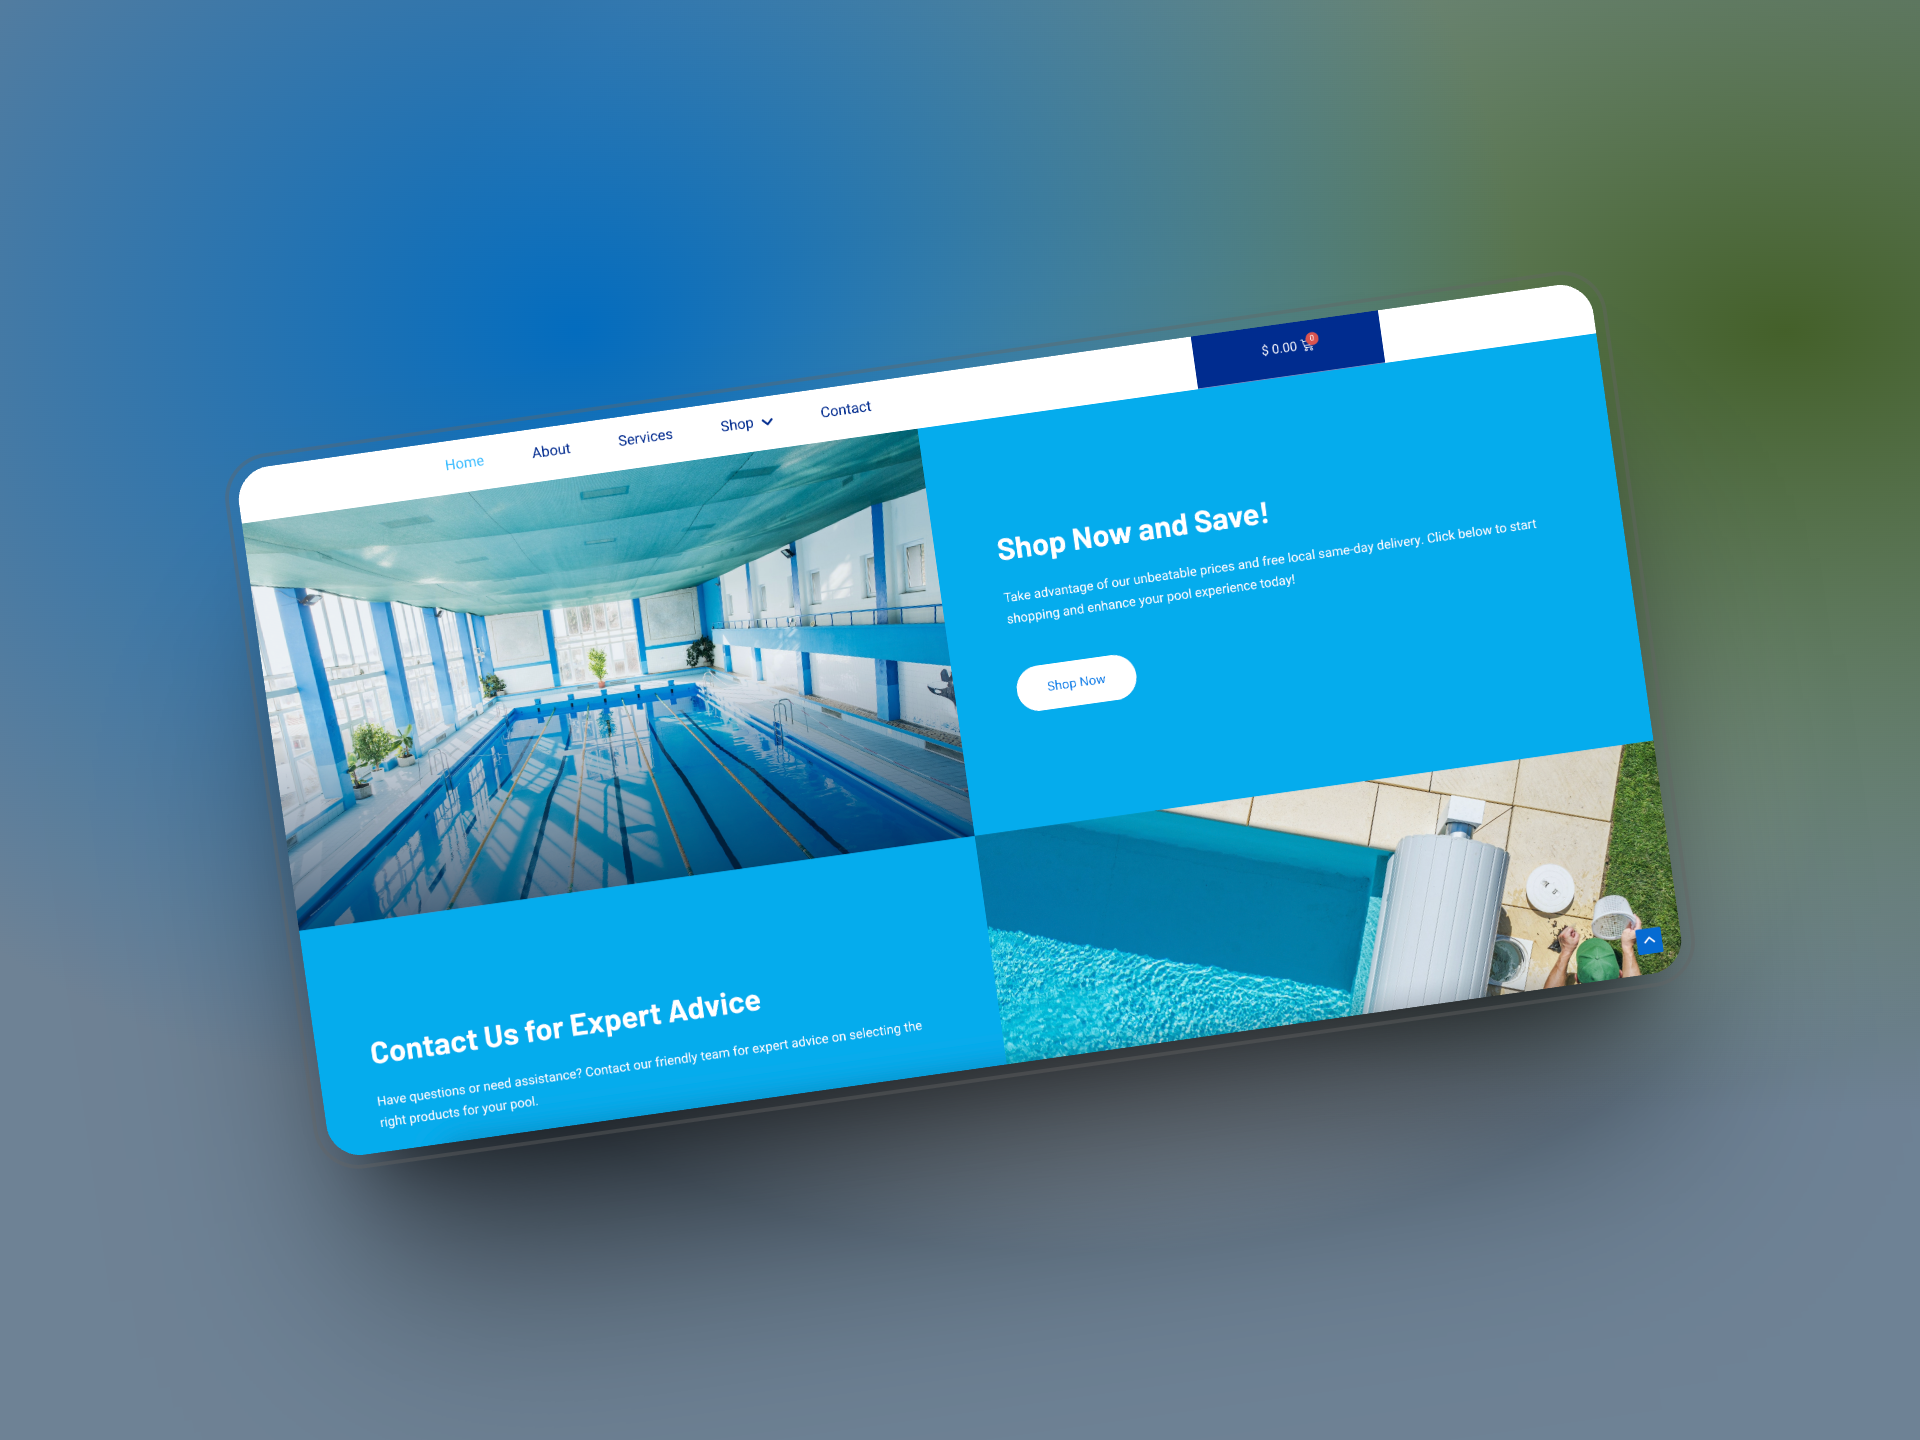 Home About Services Shop Contact $ 0.00 0
Shop Now and Save!
Take advantage of our unbeatable prices and free local same-day delivery. Click below to start
shopping and enhance your pool experience today!
Shop Now
Contact Us for Expert Advice
Have questions or need assistance? Contact our friendly team for expert advice on selecting the
right products for your pool.